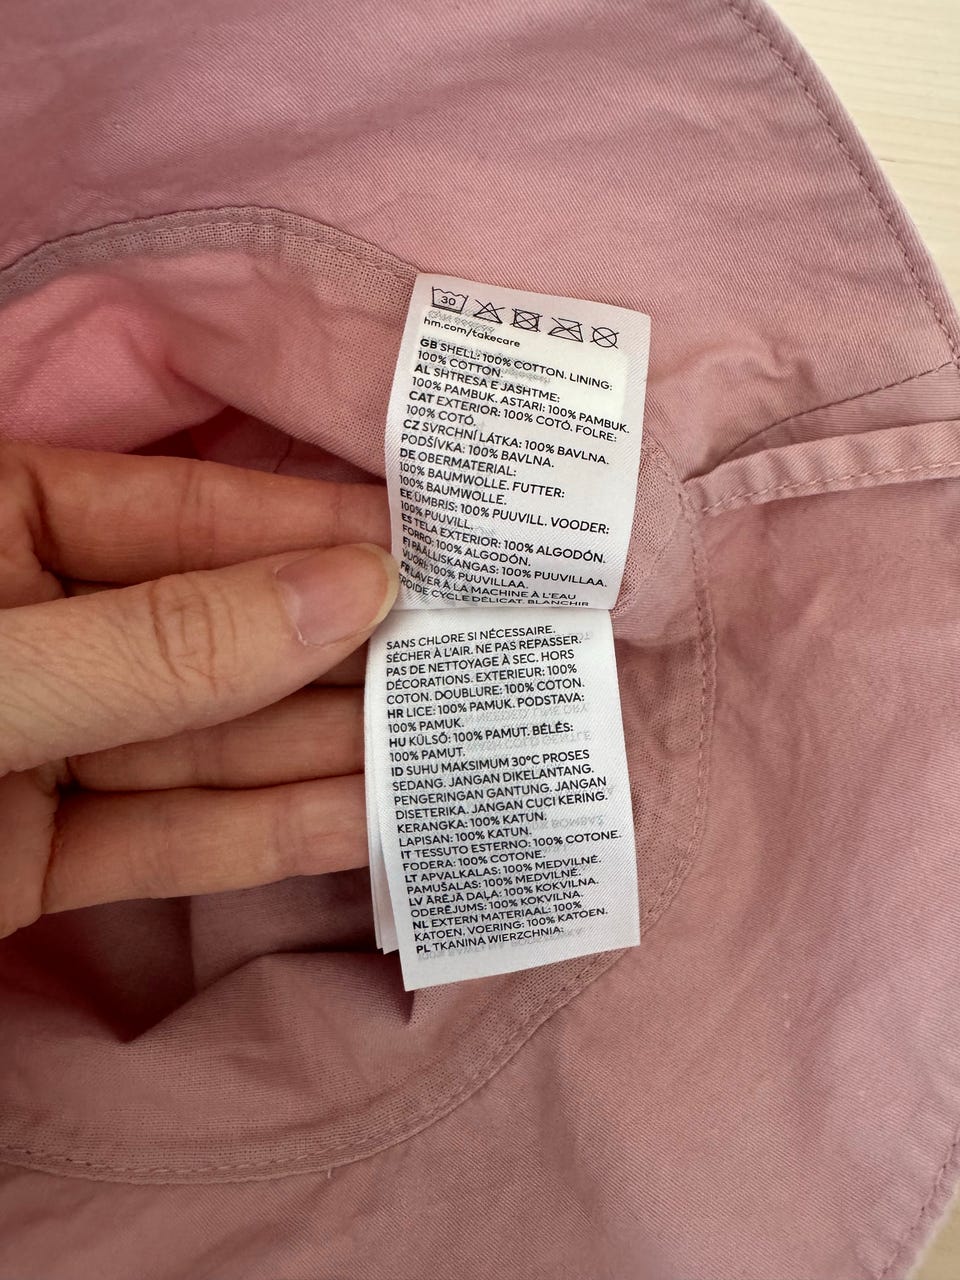 30
hm.com/takecare
GB SHELL: 100% COTTON. LINING:
100% COTTON.
AL SHTRESA E JASHTME:
100% PAMBUK. ASTARI: 100% PAMBUK.
CAT EXTERIOR: 100% COTÓ. FOLRE:
100% COTÓ.
CZ SVRCHNÍ LÁTKA: 100% BAVLNA.
PODŠÍVKA: 100% BAVLNA.
DE OBERMATERIAL:
100% BAUMWOLLE. FUTTER:
100% BAUMWOLLE.
EE ÜMBRIS: 100% PUUVILL. VOODER:
100% PUUVILL.
ES TELA EXTERIOR: 100% ALGODÓN.
FORRO: 100% ALGODÓN.
FI PÄÄLLISKANGAS: 100% PUUVILLAA.
VUORI: 100% PUUVILLAA.
FR LAVER À LA MACHINE À L'EAU
FROIDE CYCLE DÉLICAT. BLANCHIR
SANS CHLORE SI NÉCESSAIRE.
SÉCHER À L'AIR. NE PAS REPASSER.
PAS DE NETTOYAGE À SEC. HORS
DÉCORATIONS. EXTERIEUR: 100%
COTON. DOUBLURE: 100% COTON.
HR LICE: 100% PAMUK. PODSTAVA:
100% PAMUK.
HU KÜLSŐ: 100% PAMUT. BÉLÉS:
100% PAMUT.
ID SUHU MAKSIMUM 30°C PROSES
SEDANG. JANGAN DIKELANTANG.
PENGERINGAN GANTUNG. JANGAN
DISETERIKA. JANGAN CUCI KERING.
KERANGKA: 100% KATUN.
LAPISAN: 100% KATUN.
IT TESSUTO ESTERNO: 100% COTONE.
FODERA: 100% COTONE.
LT APVALKALAS: 100% MEDVILNĖ.
PAMUŠALAS: 100% MEDVILNĖ.
LV ĀRĒJĀ DAĻA: 100% KOKVILNA.
ODERĒJUMS: 100% KOKVILNA.
NL EXTERN MATERIAAL: 100%
KATOEN. VOERING: 100% KATOEN.
PL TKANINA WIERZCHNIA: